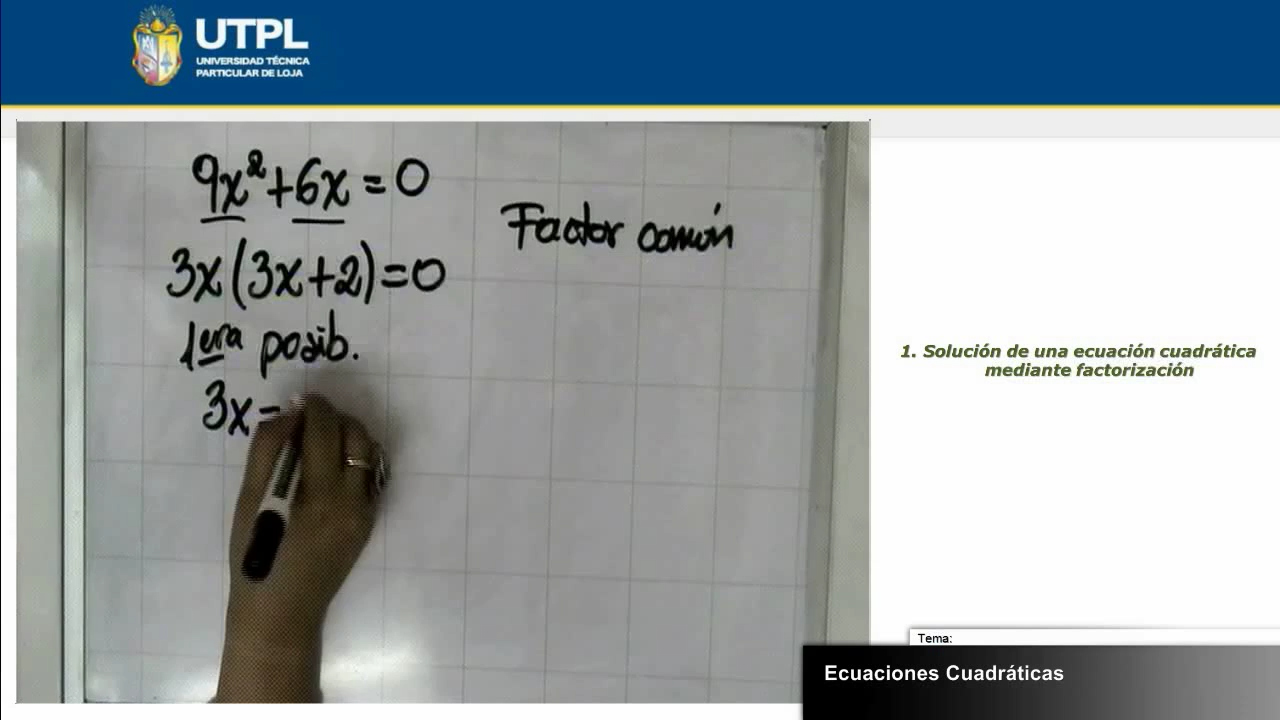 UTPL
UNIVERSIDAD TÉCNICA
PARTICULAR DE LOJA
9x²+6x=0
Factor común
3x(3x+2)=0
1era posib.
3x=
1. Solución de una ecuación cuadrática
mediante factorización
Tema:
Ecuaciones Cuadráticas